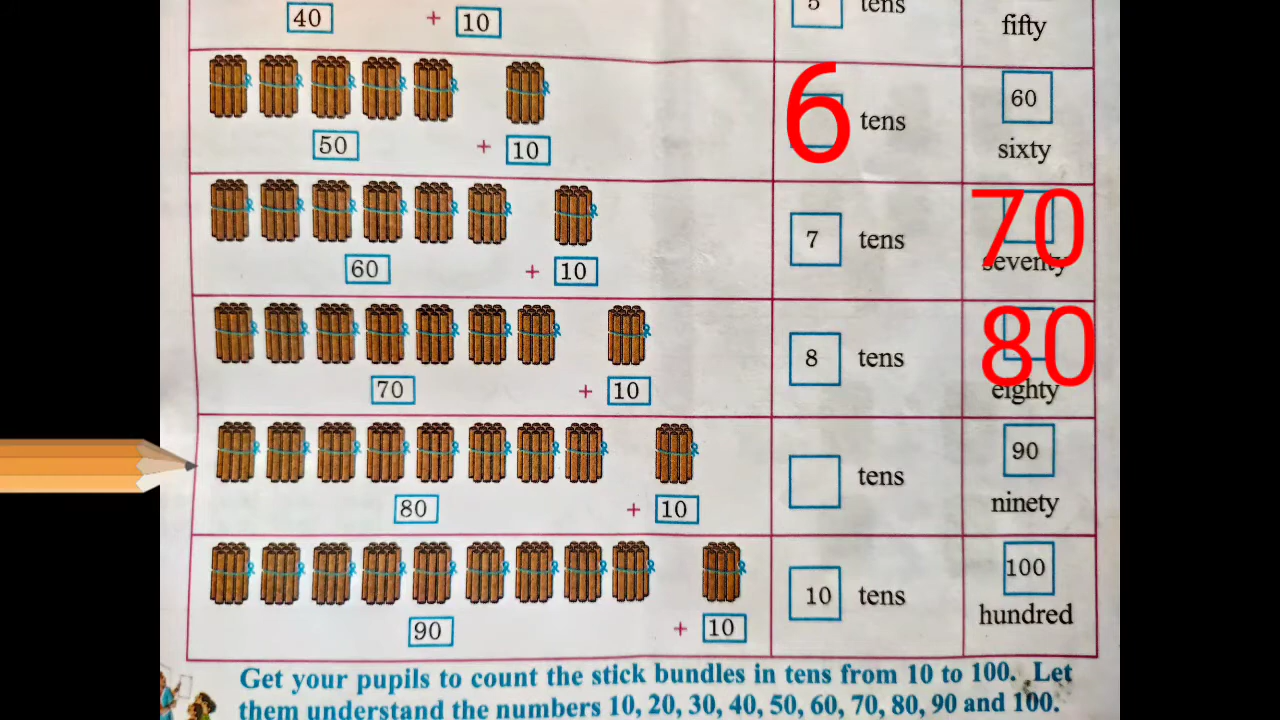 40 + 10 5 tens
fifty
50 + 10 6 tens 60
sixty
60 + 10 7 tens 70
seventy
70 + 10 8 tens 80
eighty
80 + 10 tens 90
ninety
90 + 10 10 tens 100
hundred
Get your pupils to count the stick bundles in tens from 10 to 100. Let
them understand the numbers 10, 20, 30, 40, 50, 60, 70, 80, 90 and 100.